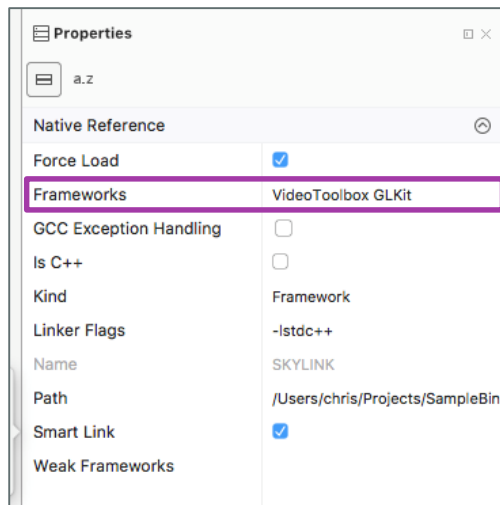 Properties
a.z
Native Reference
Force Load
Frameworks VideoToolbox GLKit
GCC Exception Handling
Is C++
Kind Framework
Linker Flags -lstdc++
Name SKYLINK
Path /Users/chris/Projects/SampleBin
Smart Link
Weak Frameworks